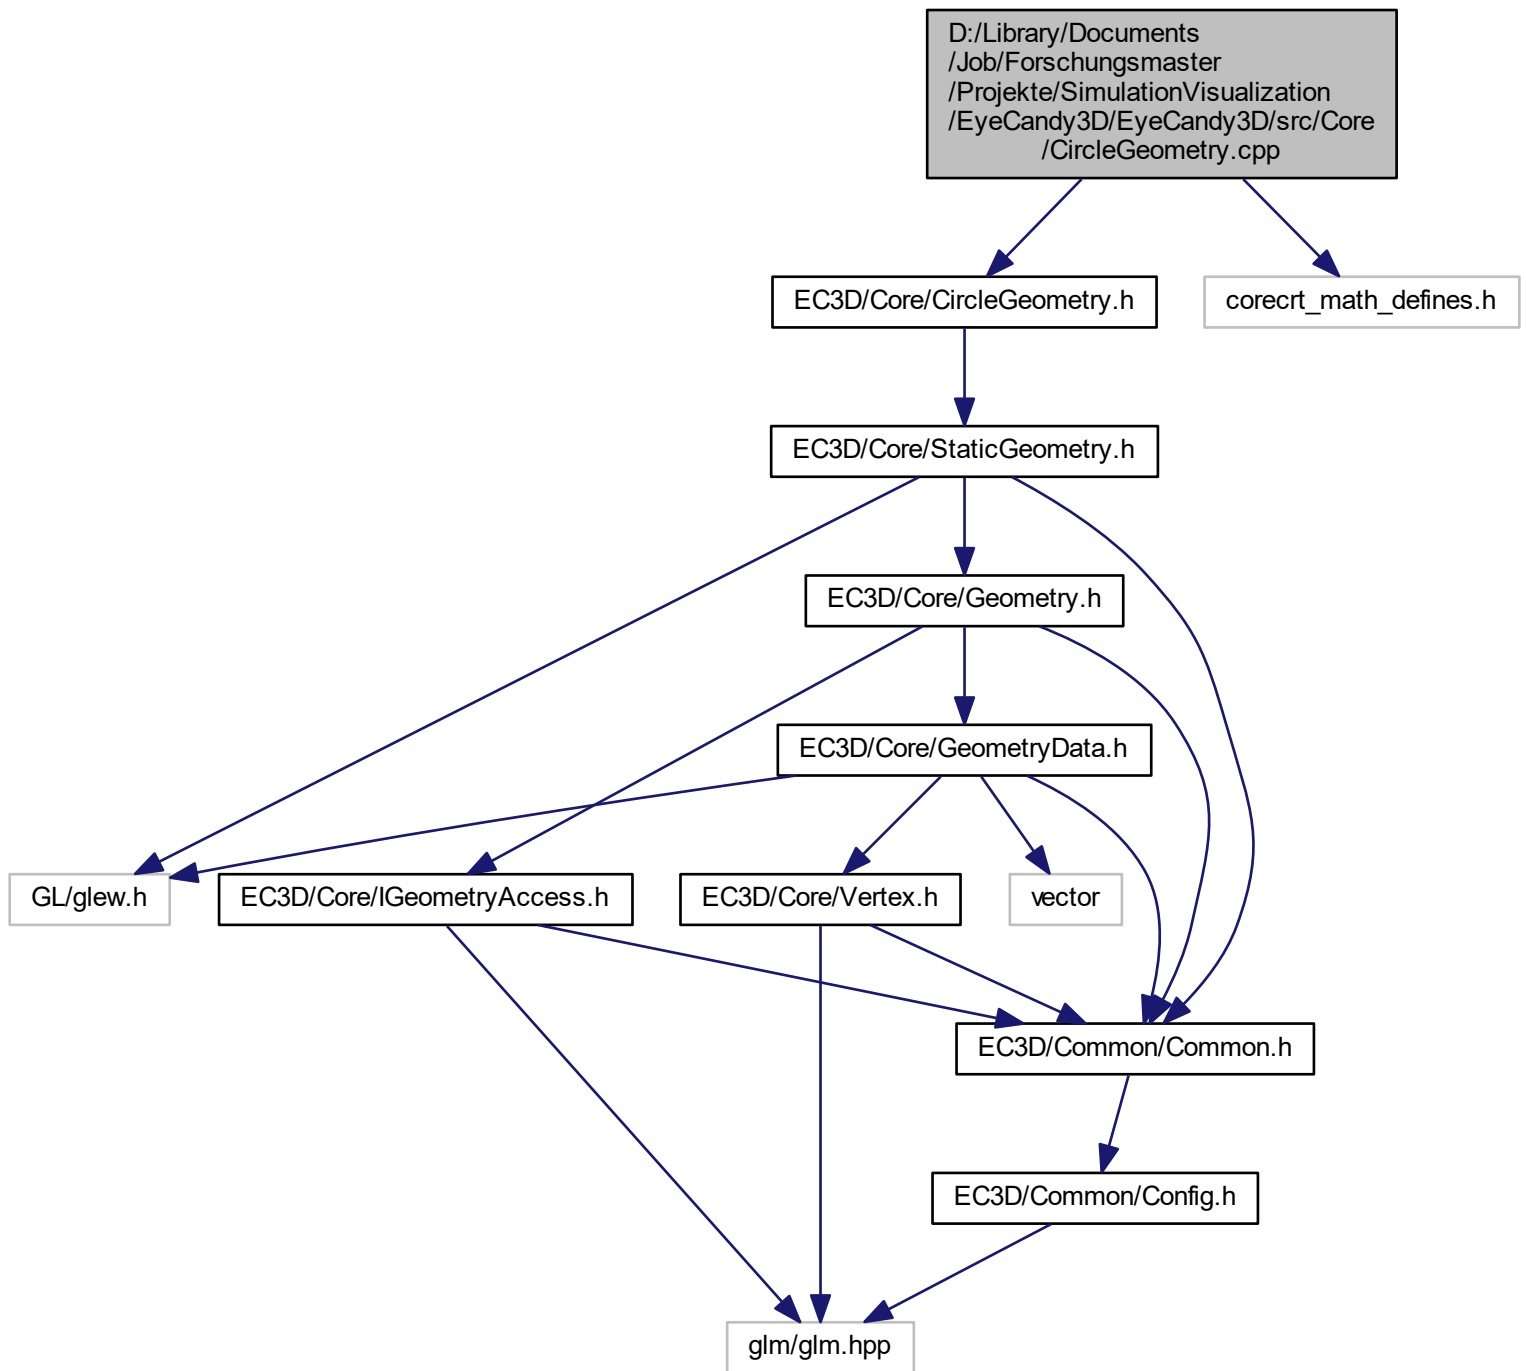 D:/Library/Documents
/Job/Forschungsmaster
/Projekte/SimulationVisualization
/EyeCandy3D/EyeCandy3D/src/Core
/CircleGeometry.cpp
EC3D/Core/CircleGeometry.h
corecrt_math_defines.h
EC3D/Core/StaticGeometry.h
EC3D/Core/Geometry.h
EC3D/Core/GeometryData.h
GL/glew.h
EC3D/Core/IGeometryAccess.h
EC3D/Core/Vertex.h
vector
EC3D/Common/Common.h
EC3D/Common/Config.h
glm/glm.hpp